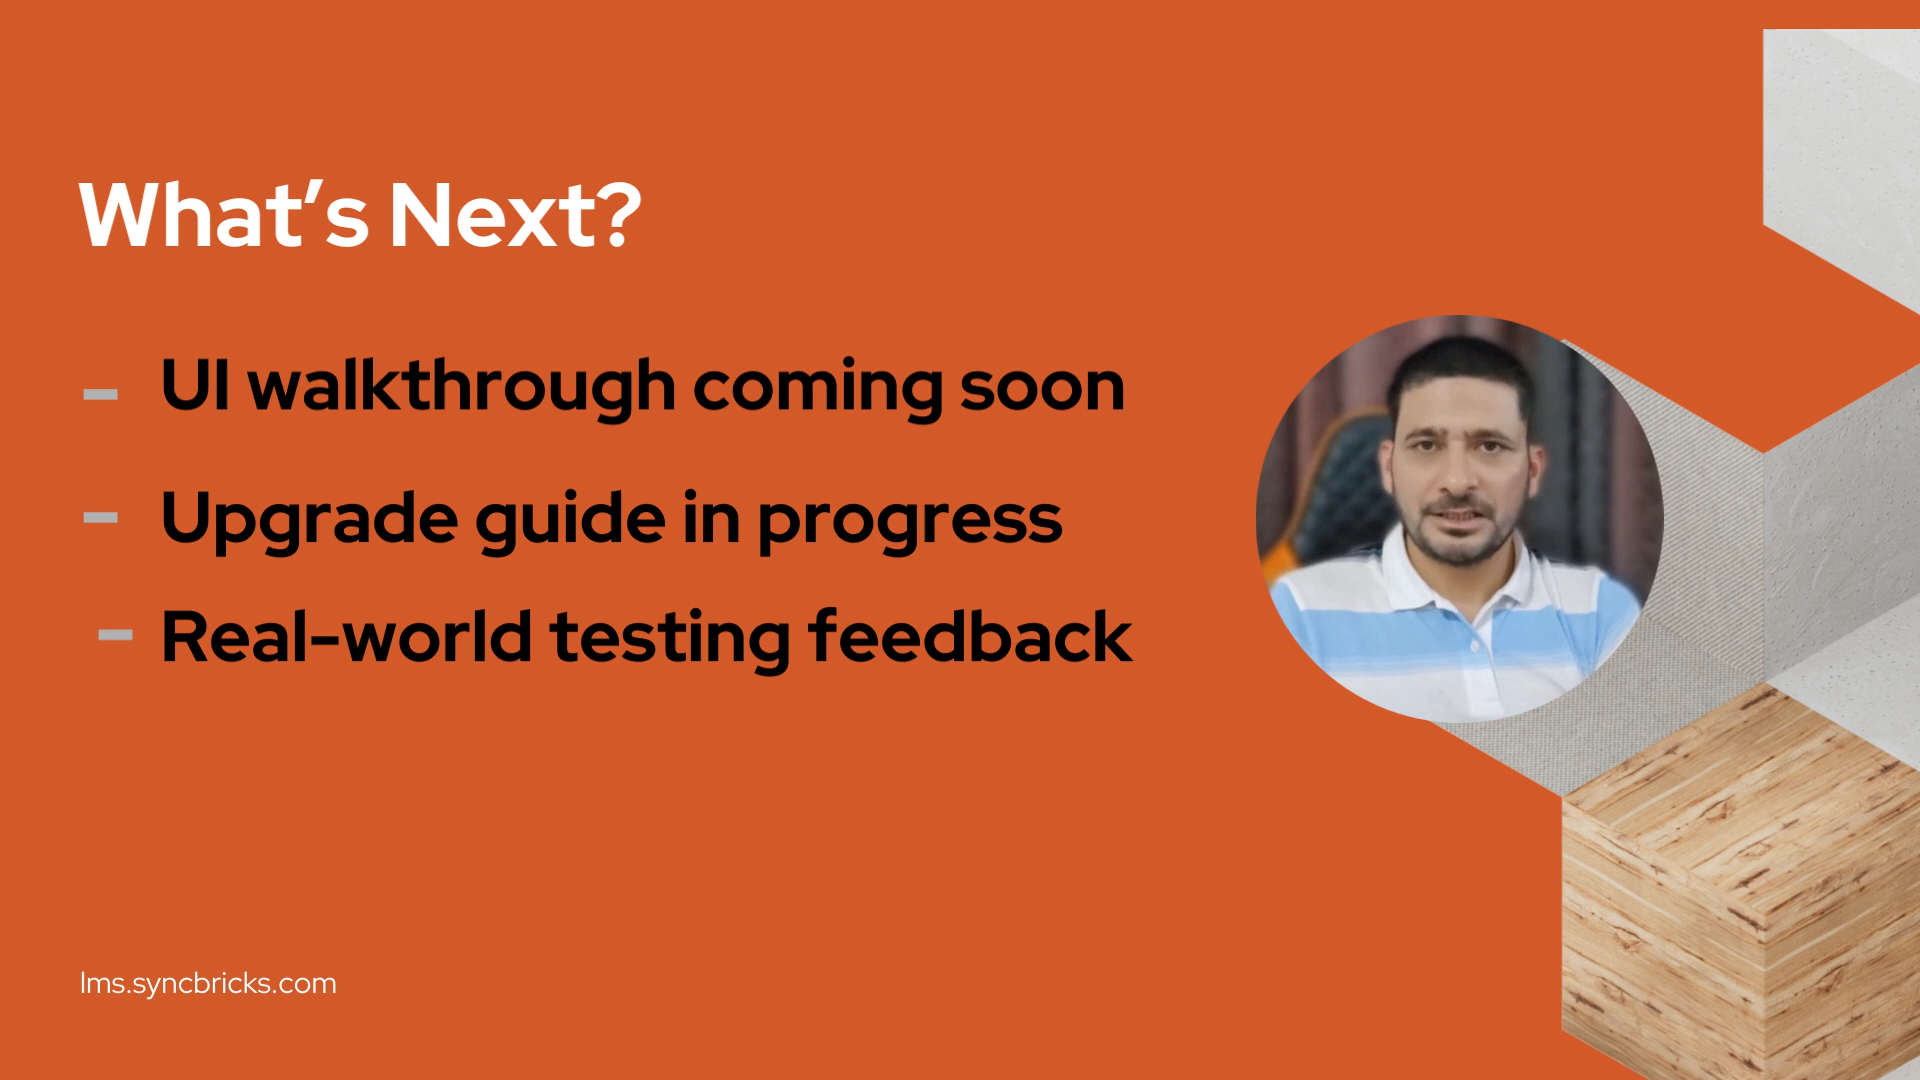 What’s Next?
- UI walkthrough coming soon
- Upgrade guide in progress
- Real-world testing feedback
lms.syncbricks.com